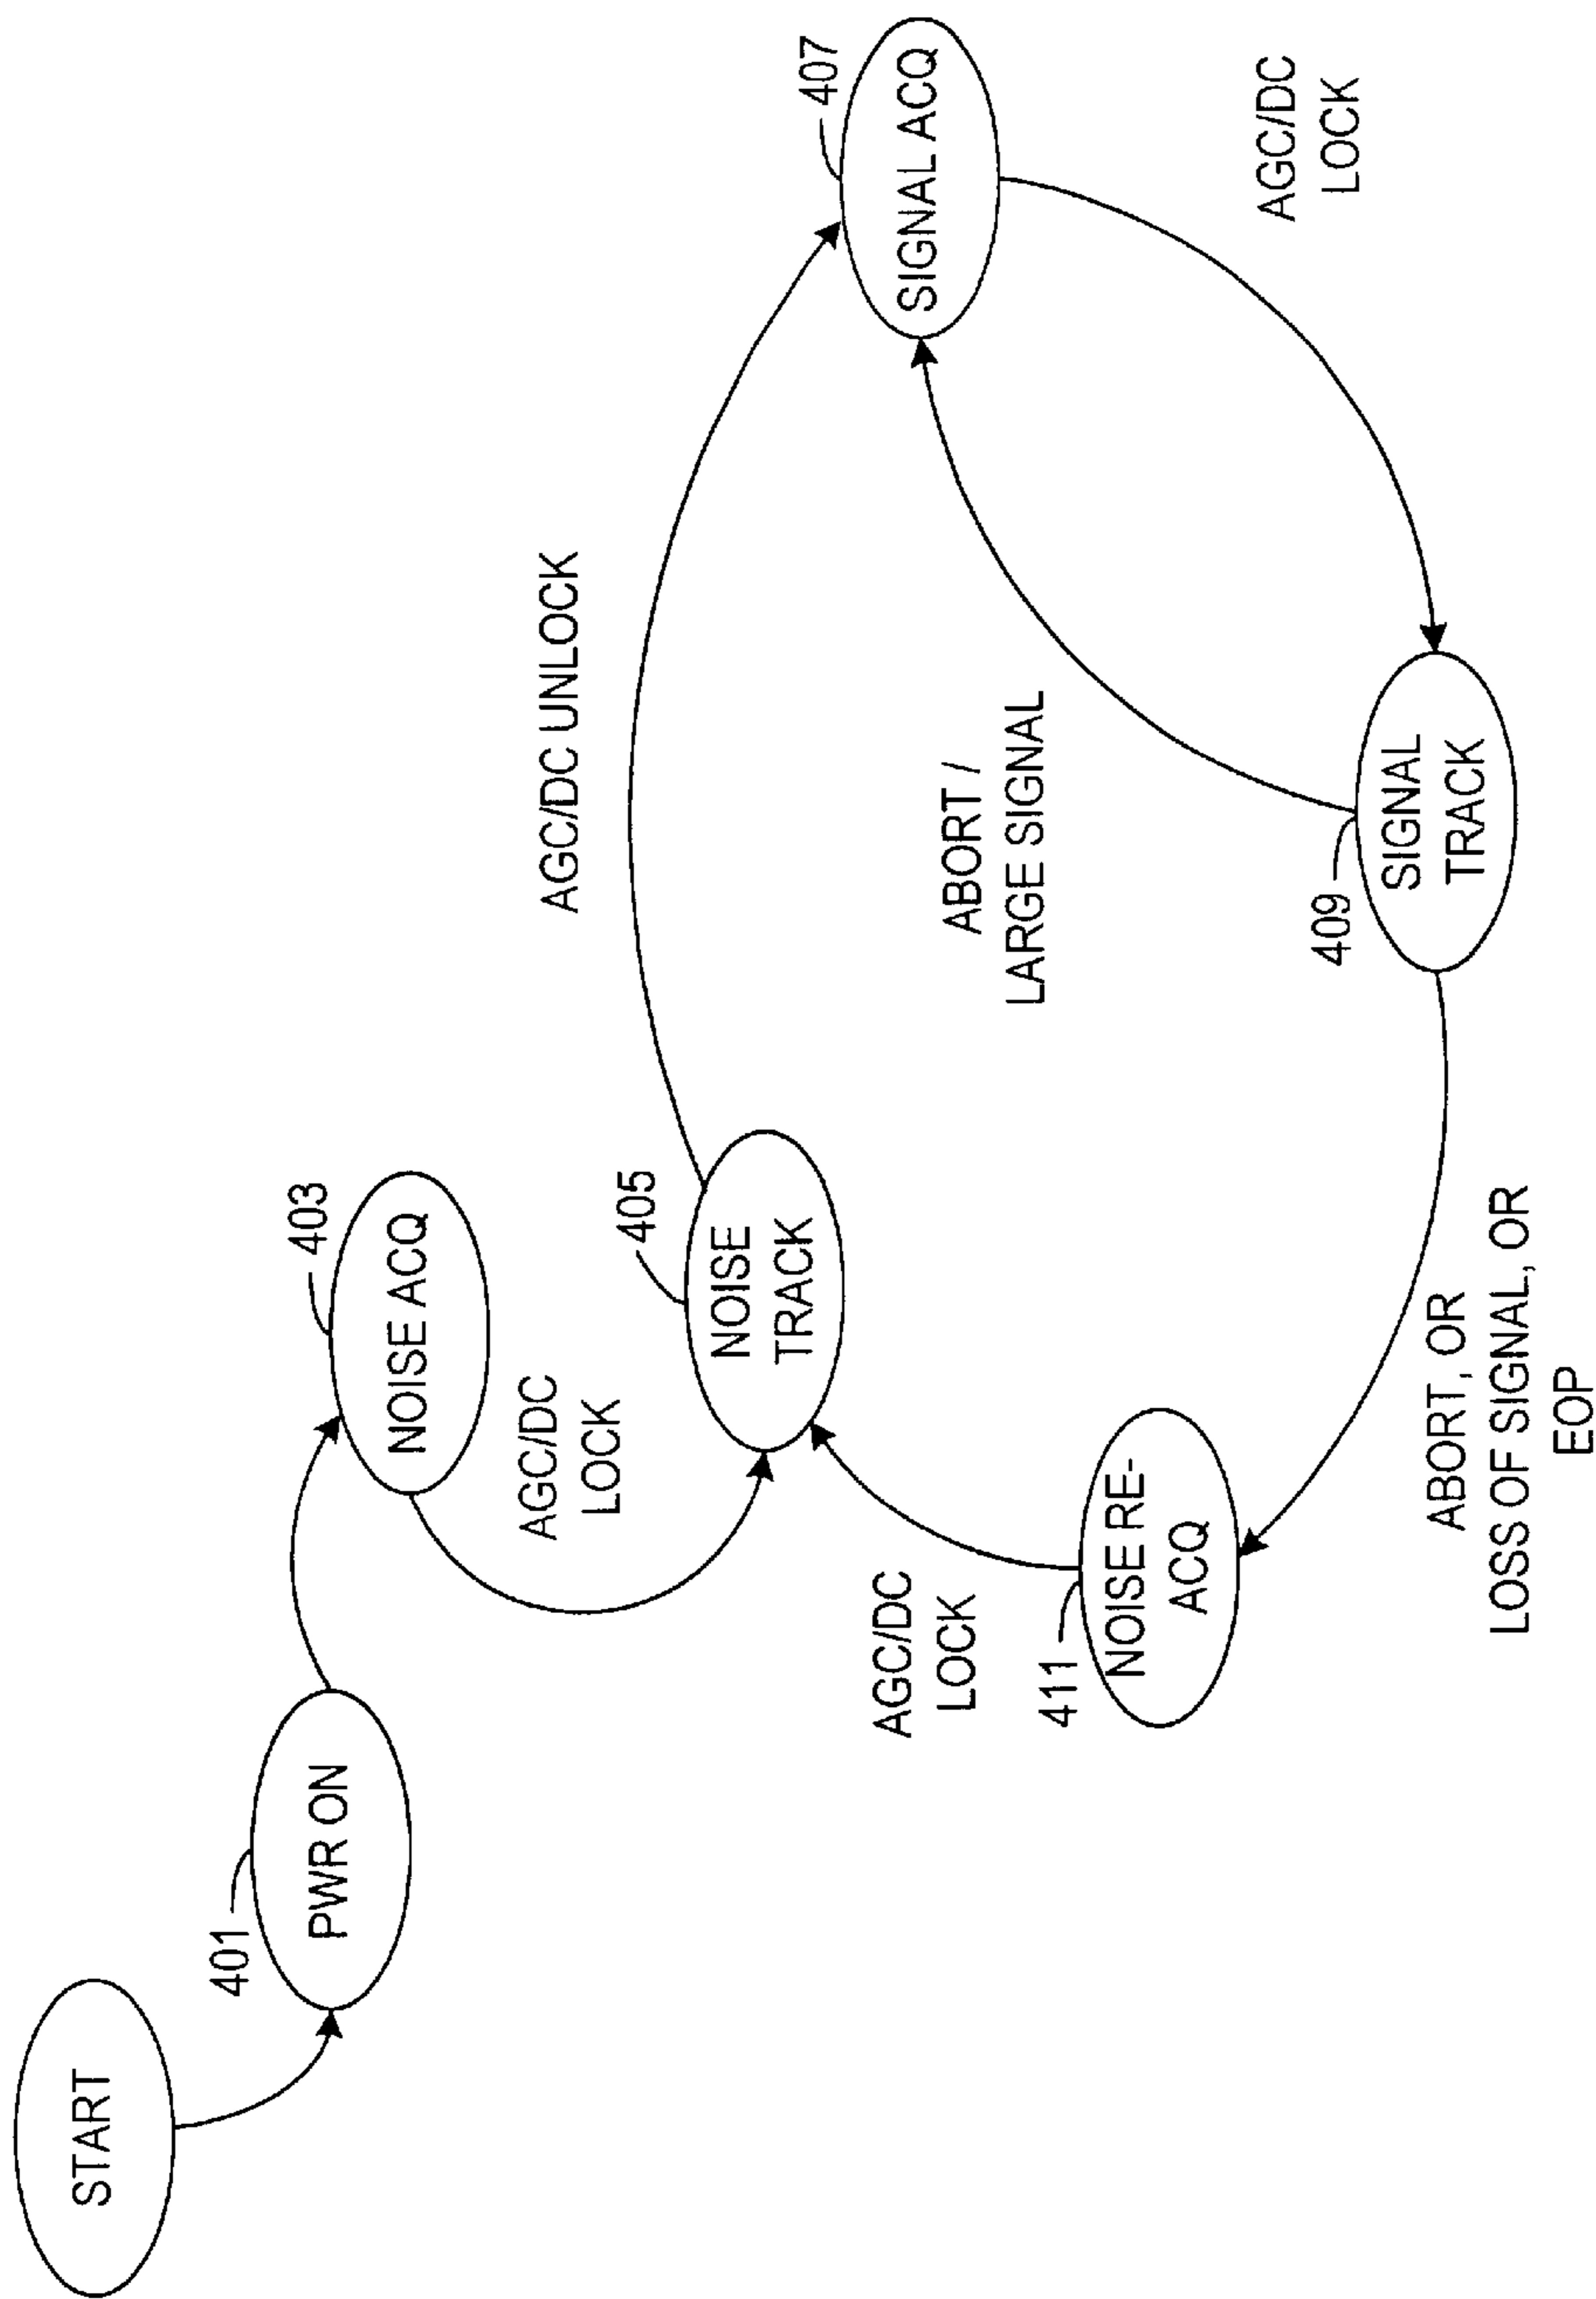 START
401
PWR ON
403
NOISE ACQ
AGC/DC
LOCK
405
NOISE
TRACK
AGC/DC UNLOCK
407
SIGNAL ACQ
AGC/DC
LOCK
ABORT /
LARGE SIGNAL
409
SIGNAL
TRACK
ABORT, OR
LOSS OF SIGNAL, OR
EOP
411
NOISE RE-
ACQ
AGC/DC
LOCK